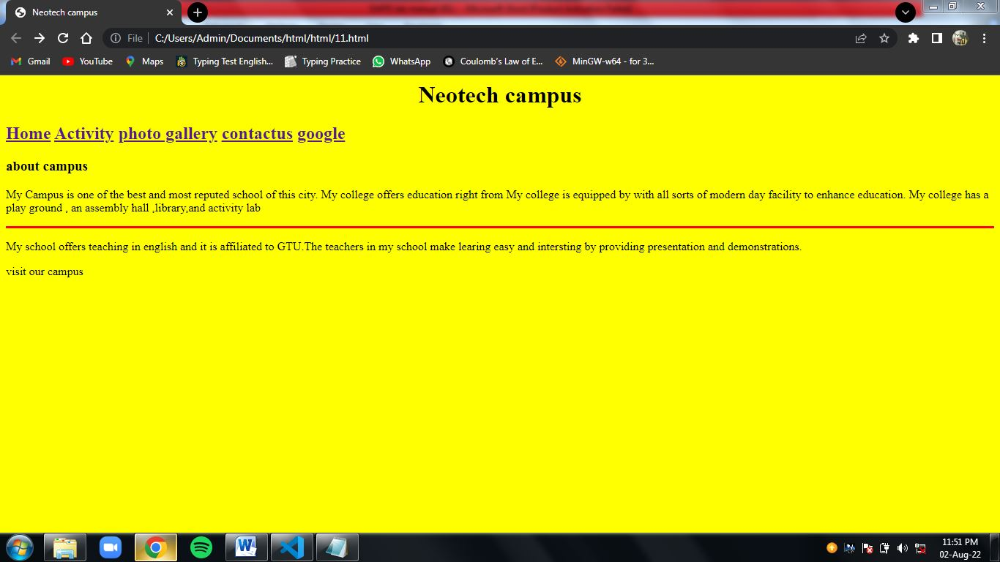 Neotech campus
File C:/Users/Admin/Documents/html/html/11.html
Gmail YouTube Maps Typing Test English... Typing Practice WhatsApp Coulomb's Law of E... MinGW-w64 - for 3...
Neotech campus
Home Activity photo gallery contactus google
about campus
My Campus is one of the best and most reputed school of this city. My college offers education right from My college is equipped by with all sorts of modern day facility to enhance education. My college has a
play ground , an assembly hall ,library,and activity lab
My school offers teaching in english and it is affiliated to GTU.The teachers in my school make learing easy and intersting by providing presentation and demonstrations.
visit our campus
11:51 PM
02-Aug-22